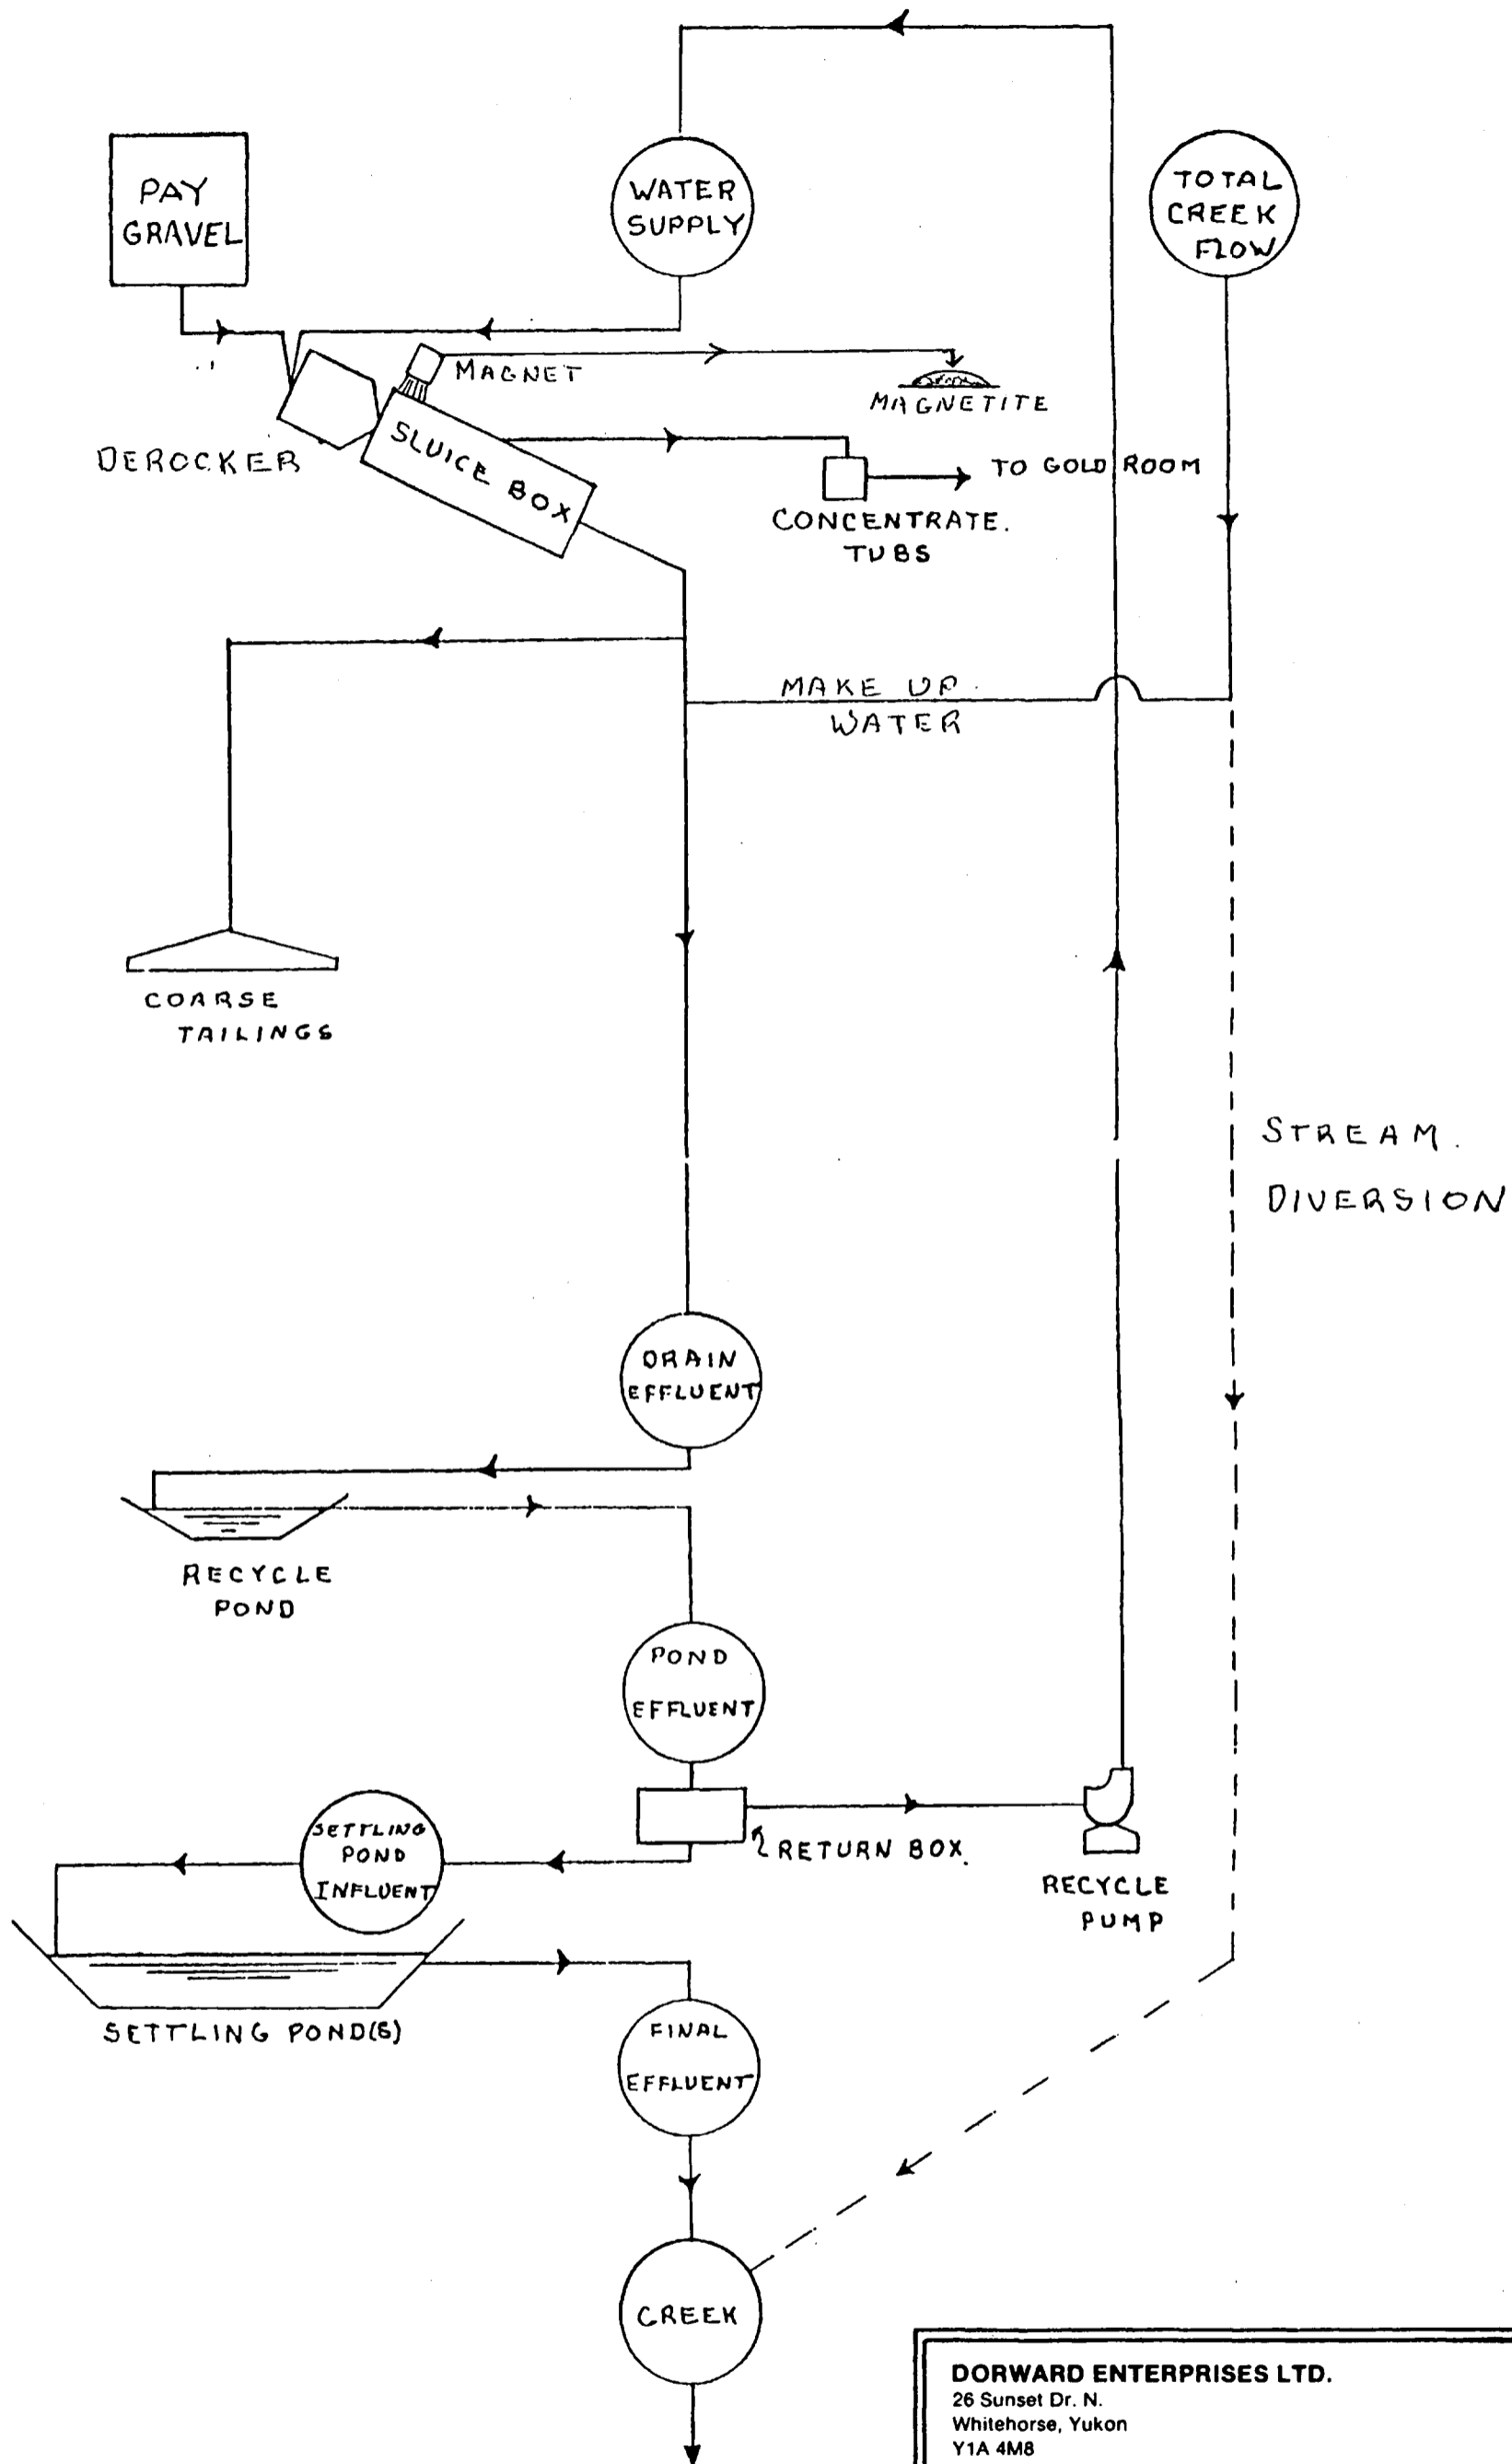 PAY
GRAVEL
WATER
SUPPLY
TOTAL
CREEK
FLOW
MAGNET
MAGNETITE
DEROCKER
SLUICE BOX
TO GOLD ROOM
CONCENTRATE.
TUBS
MAKE UP
WATER
COARSE
TAILINGS
STREAM.
DIVERSION
DRAIN
EFFLUENT
RECYCLE
POND
POND
EFFLUENT
RETURN BOX.
SETTLING
POND
INFLUENT
RECYCLE
PUMP
SETTLING POND(S)
FINAL
EFFLUENT
CREEK
DORWARD ENTERPRISES LTD.
26 Sunset Dr. N.
Whitehorse, Yukon
Y1A 4M8